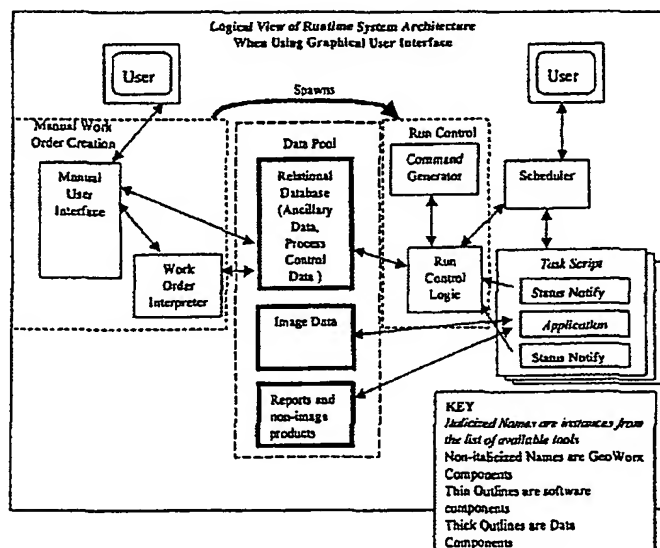 Logical View of Runtime System Architecture
When Using Graphical User Interface
User
User
Spawns
Manual Work
Order Creation
Manual
User
Interface
Work
Order
Interpreter
Data Pool
Relational
Database
(Ancillary
Data,
Process
Control
Data )
Image Data
Reports and
non-image
products
Run Control
Command
Generator
Run
Control
Logic
Scheduler
Task Script
Status Notify
Application
Status Notify
KEY
Italicized Names are instances from
the list of available tools
Non-italicized Names are GeoWorx
Components
Thin Outlines are software
components
Thick Outlines are Data
Components